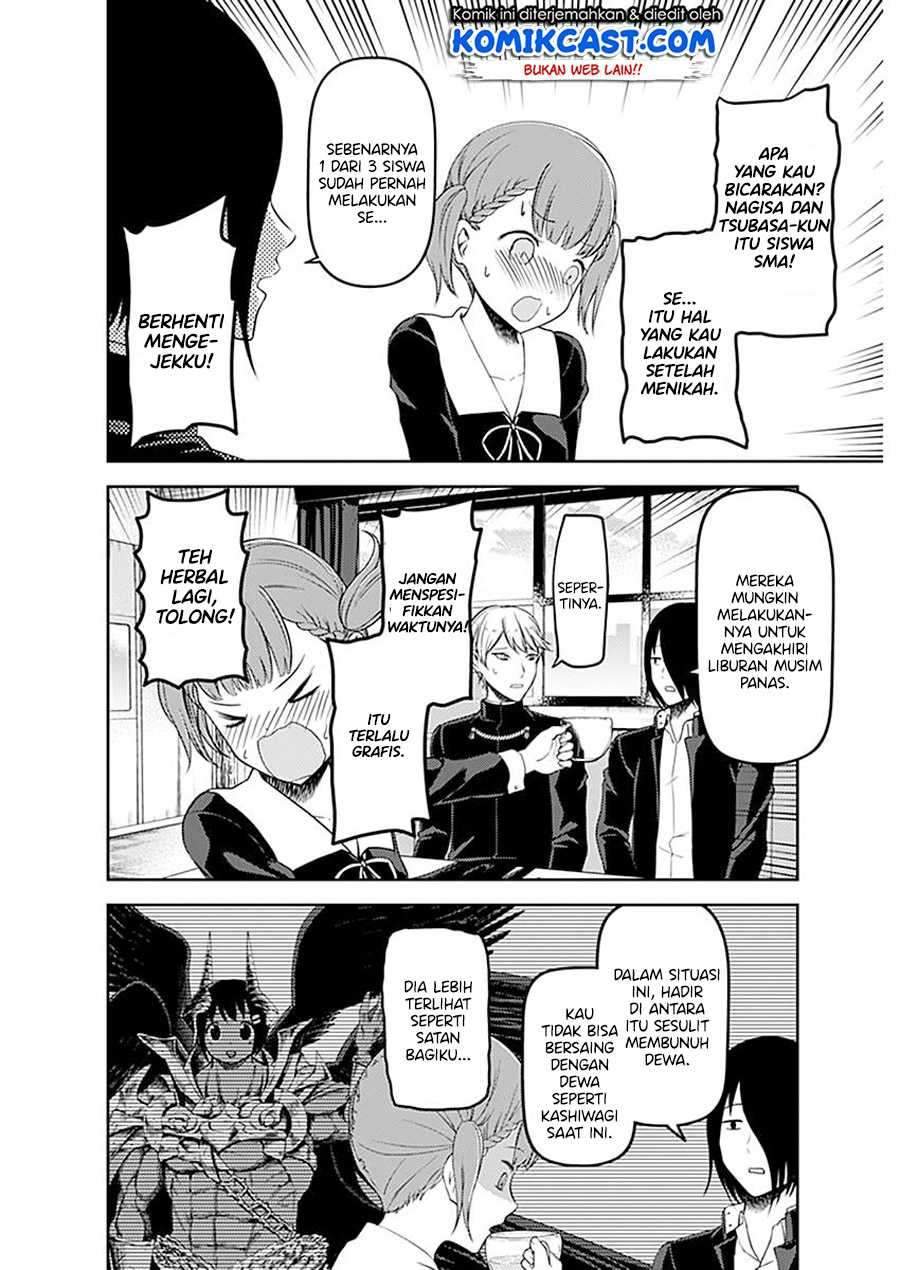 Komik ini diterjemahkan & diedit oleh
KOMIKCAST.COM
BUKAN WEB LAIN!!
APA
YANG KAU
BICARAKAN?
NAGISA DAN
TSUBASA-KUN
ITU SISWA
SMA!
SE...
ITU HAL
YANG KAU
LAKUKAN
SETELAH
MENIKAH.
SEBENARNYA
1 DARI 3 SISWA
SUDAH PERNAH
MELAKUKAN
SE...
BERHENTI
MENGE-
JEKKU!
MEREKA
MUNGKIN
MELAKUKAN-
NYA UNTUK
MENGAKHIRI
LIBURAN MUSIM
PANAS.
SEPER-
TINYA.
JANGAN
MENSPESI-
FIKKAN
WAKTUNYA!
ITU
TERLALU
GRAFIS.
TEH
HERBAL
LAGI,
TOLONG!
DALAM SITUASI
INI, HADIR
DI ANTARA
ITU SESULIT
MEMBUNUH
DEWA.
KAU
TIDAK BISA
BERSAING
DENGAN
DEWA
SEPERTI
KASHIWAGI
SAAT INI.
DIA LEBIH
TERLIHAT
SEPERTI
SATAN
BAGIKU...